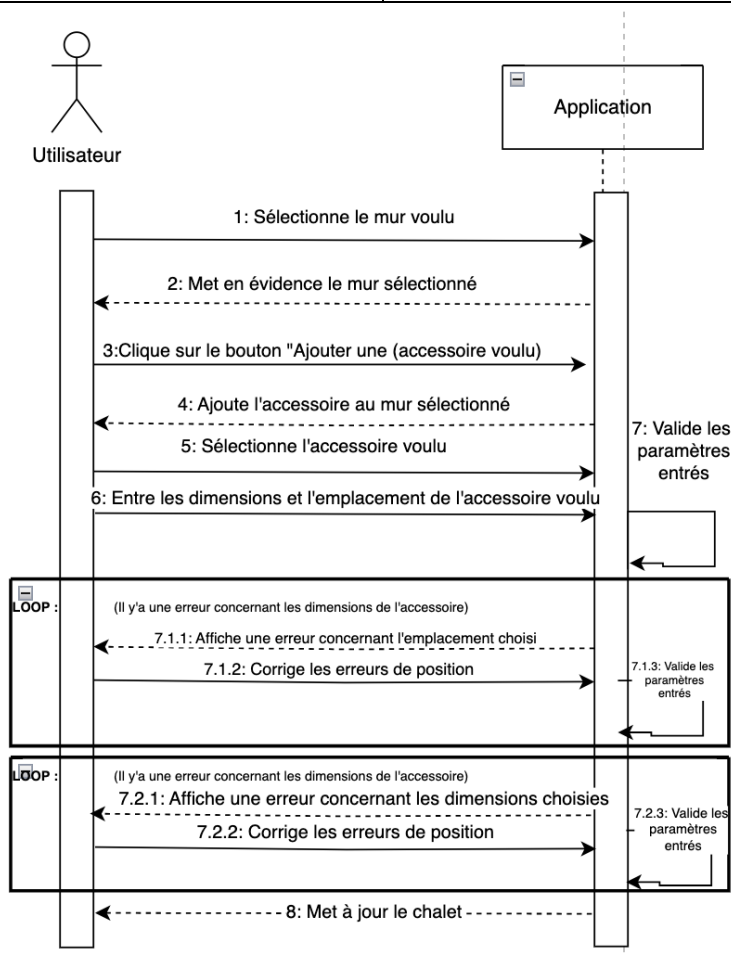 Application
Utilisateur
1: Sélectionne le mur voulu
2: Met en évidence le mur sélectionné
3:Clique sur le bouton "Ajouter une (accessoire voulu)
4: Ajoute l'accessoire au mur sélectionné
5: Sélectionne l'accessoire voulu
6: Entre les dimensions et l'emplacement de l'accessoire voulu
7: Valide les
paramètres
entrés
LOOP :
(Il y'a une erreur concernant les dimensions de l'accessoire)
7.1.1: Affiche une erreur concernant l'emplacement choisi
7.1.2: Corrige les erreurs de position
7.1.3: Valide les
paramètres
entrés
LOOP :
(Il y'a une erreur concernant les dimensions de l'accessoire)
7.2.1: Affiche une erreur concernant les dimensions choisies
7.2.2: Corrige les erreurs de position
7.2.3: Valide les
paramètres
entrés
8: Met à jour le chalet